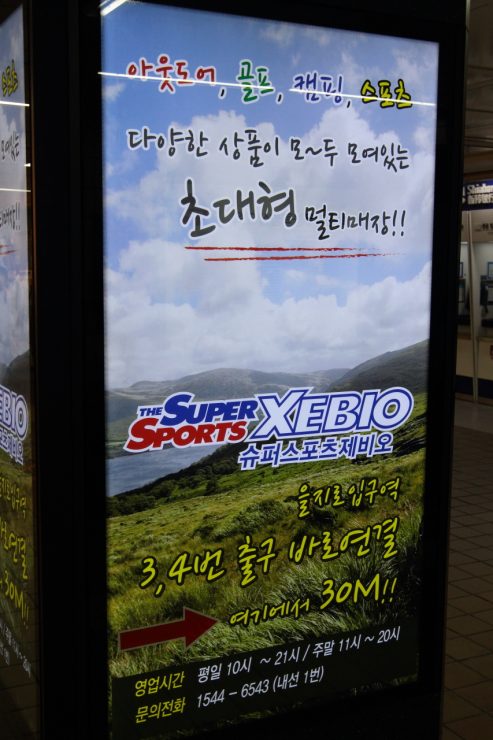 아웃도어, 골프, 캠핑, 스포츠
다양한 상품이 모~두 모여있는
초대형 멀티매장!!
THE SUPER SPORTS XEBIO
슈퍼스포츠제비오
을지로입구역
3,4번 출구 바로연결
여기에서 30M!!
영업시간 평일 10시 ~ 21시 / 주말 11시 ~ 20시
문의전화 1544 - 6543 (내선 1번)